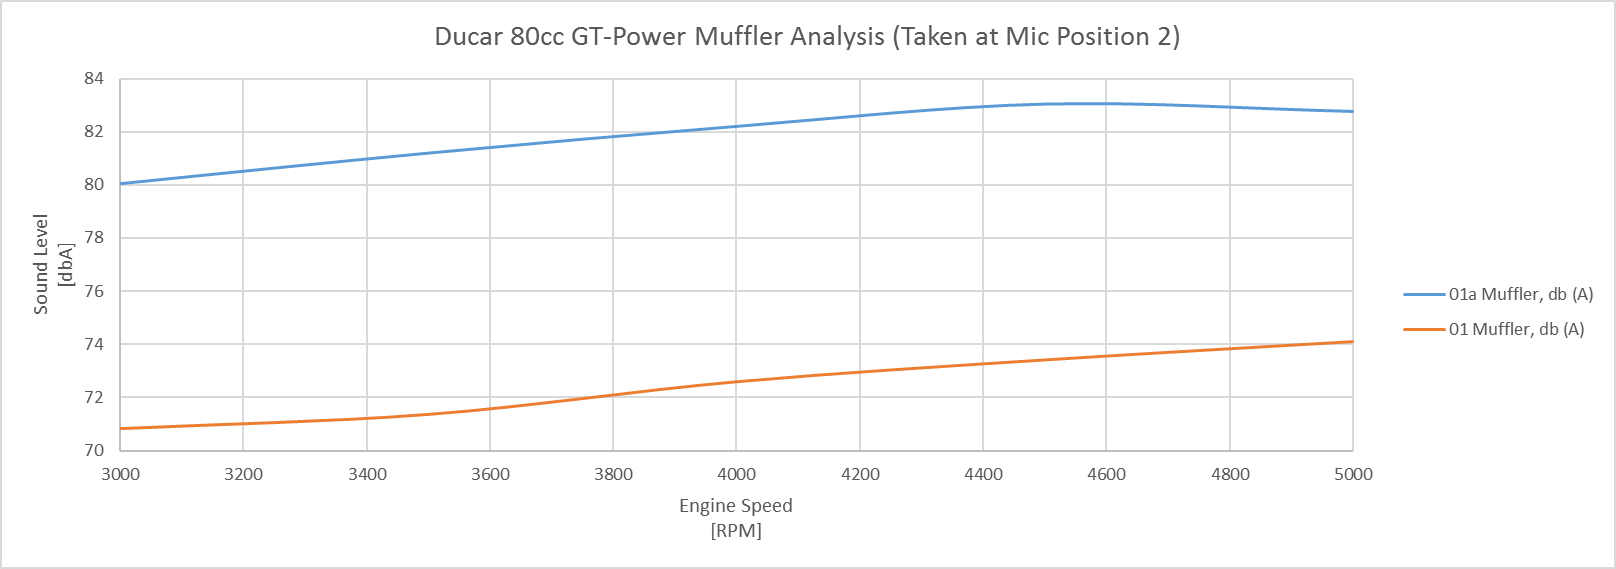 Ducar 80cc GT-Power Muffler Analysis (Taken at Mic Position 2)
84
82
80
78
76
74
72
70
Sound Level
[dbA]
3000 3200 3400 3600 3800 4000 4200 4400 4600 4800 5000
Engine Speed
[RPM]
01a Muffler, db (A)
01 Muffler, db (A)